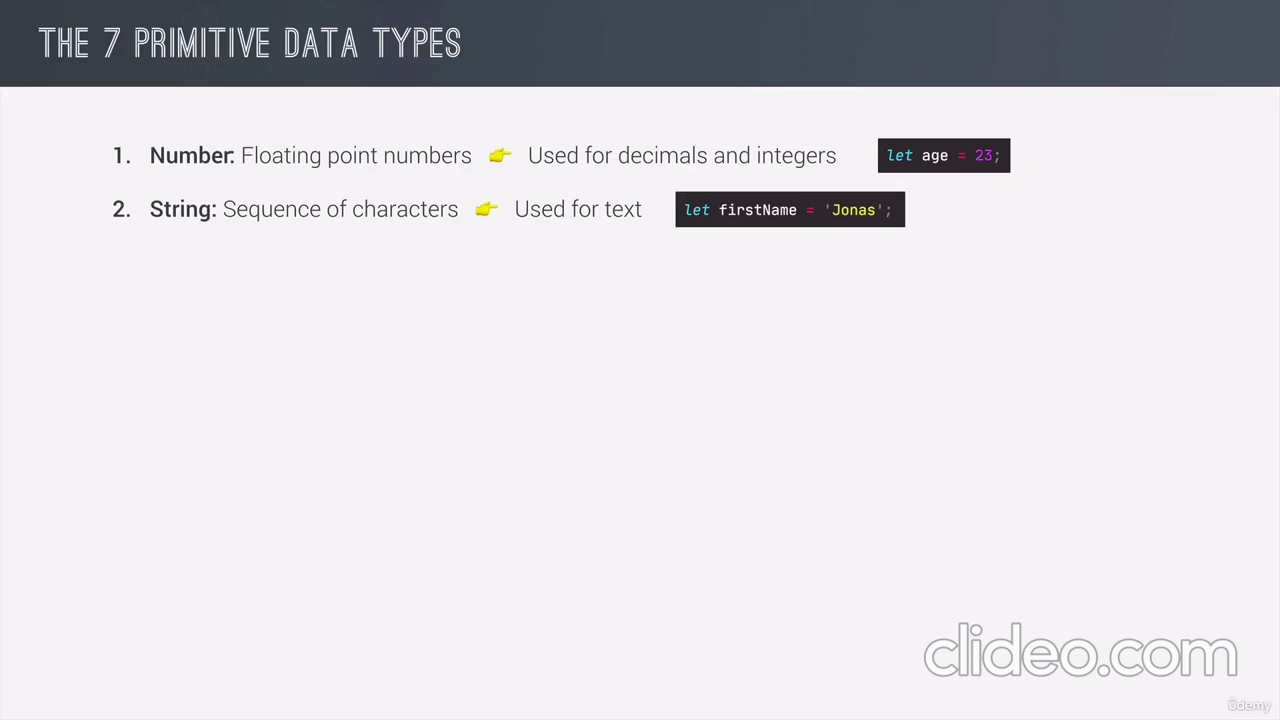 THE 7 PRIMITIVE DATA TYPES
1. Number: Floating point numbers 👉 Used for decimals and integers let age = 23;
2. String: Sequence of characters 👉 Used for text let firstName = 'Jonas';
clideo.com
ûdemy